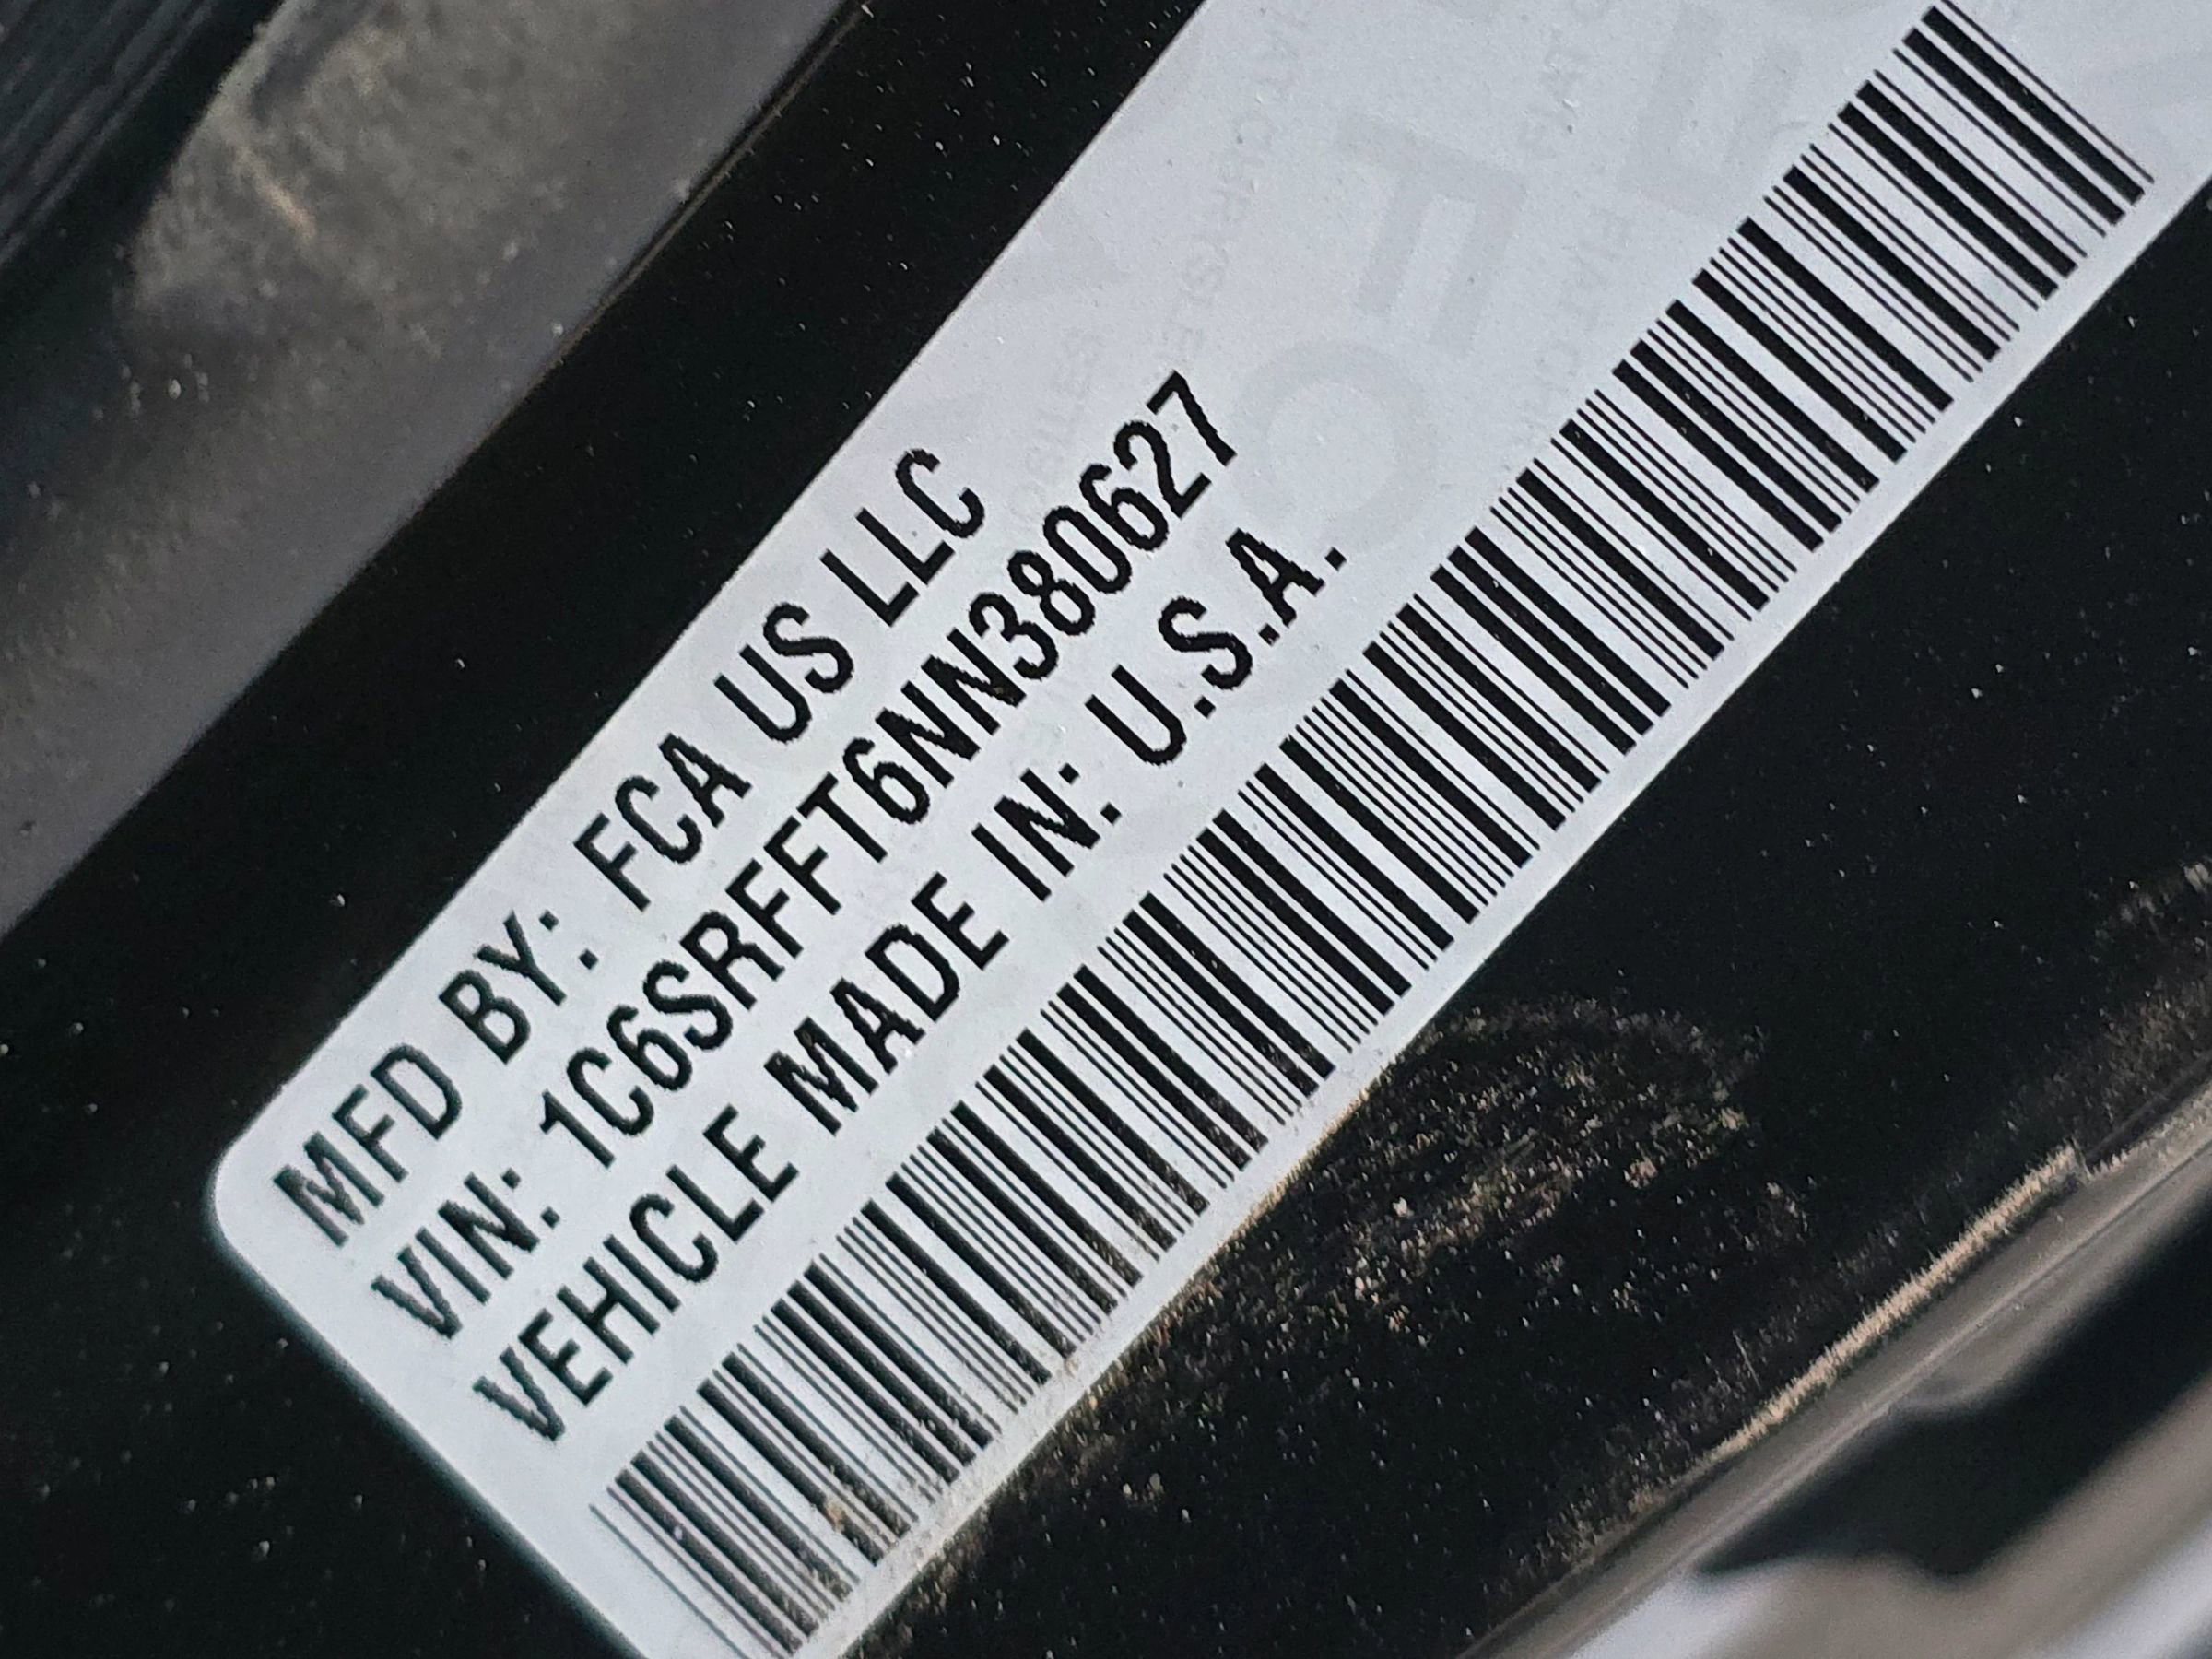 MFD BY: FCA US LLC
VIN: 1C6SRFFT6NN380627
VEHICLE MADE IN: U.S.A.